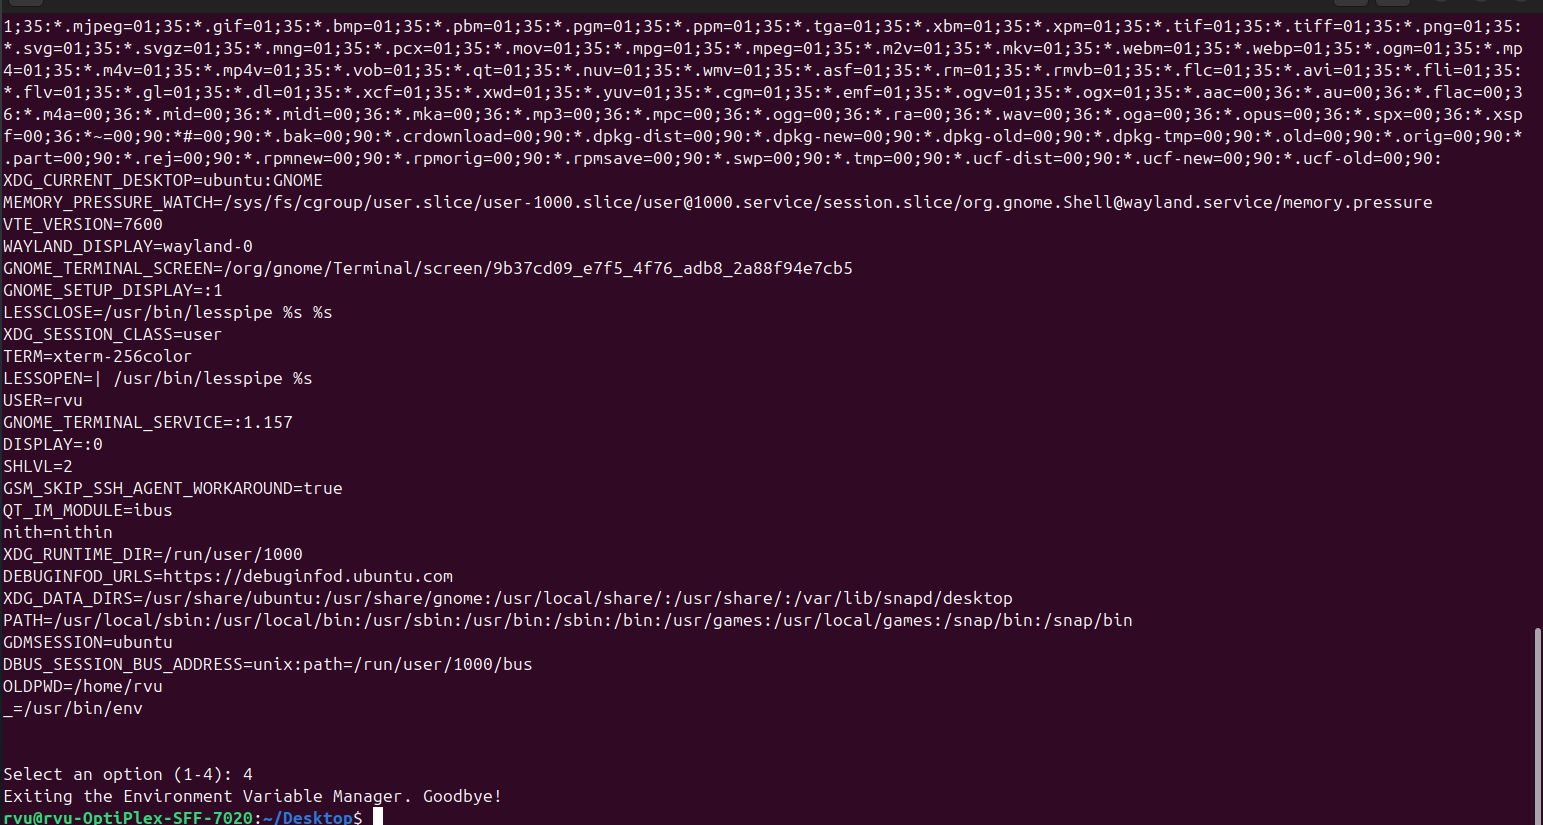 1;35:*.mjpeg=01;35:*.gif=01;35:*.bmp=01;35:*.pbm=01;35:*.pgm=01;35:*.ppm=01;35:*.tga=01;35:*.xbm=01;35:*.xpm=01;35:*.tif=01;35:*.tiff=01;35:*.png=01;35:
*.svg=01;35:*.svgz=01;35:*.mng=01;35:*.pcx=01;35:*.mov=01;35:*.mpg=01;35:*.mpeg=01;35:*.m2v=01;35:*.mkv=01;35:*.webm=01;35:*.webp=01;35:*.ogm=01;35:*.mp
4=01;35:*.m4v=01;35:*.mp4v=01;35:*.vob=01;35:*.qt=01;35:*.nuv=01;35:*.wmv=01;35:*.asf=01;35:*.rm=01;35:*.rmvb=01;35:*.flc=01;35:*.avi=01;35:*.fli=01;35:
*.flv=01;35:*.gl=01;35:*.dl=01;35:*.xcf=01;35:*.xwd=01;35:*.yuv=01;35:*.cgm=01;35:*.emf=01;35:*.ogv=01;35:*.ogx=01;35:*.aac=00;36:*.au=00;36:*.flac=00;3
6:*.m4a=00;36:*.mid=00;36:*.midi=00;36:*.mka=00;36:*.mp3=00;36:*.mpc=00;36:*.ogg=00;36:*.ra=00;36:*.wav=00;36:*.oga=00;36:*.opus=00;36:*.spx=00;36:*.xsp
f=00;36:*~=00;90:*#=00;90:*.bak=00;90:*.crdownload=00;90:*.dpkg-dist=00;90:*.dpkg-new=00;90:*.dpkg-old=00;90:*.dpkg-tmp=00;90:*.old=00;90:*.orig=00;90:*
.part=00;90:*.rej=00;90:*.rpmnew=00;90:*.rpmorig=00;90:*.rpmsave=00;90:*.swp=00;90:*.tmp=00;90:*.ucf-dist=00;90:*.ucf-new=00;90:*.ucf-old=00;90:
XDG_CURRENT_DESKTOP=ubuntu:GNOME
MEMORY_PRESSURE_WATCH=/sys/fs/cgroup/user.slice/user-1000.slice/user@1000.service/session.slice/org.gnome.Shell@wayland.service/memory.pressure
VTE_VERSION=7600
WAYLAND_DISPLAY=wayland-0
GNOME_TERMINAL_SCREEN=/org/gnome/Terminal/screen/9b37cd09_e7f5_4f76_adb8_2a88f94e7cb5
GNOME_SETUP_DISPLAY=:1
LESSCLOSE=/usr/bin/lesspipe %s %s
XDG_SESSION_CLASS=user
TERM=xterm-256color
LESSOPEN=| /usr/bin/lesspipe %s
USER=rvu
GNOME_TERMINAL_SERVICE=:1.157
DISPLAY=:0
SHLVL=2
GSM_SKIP_SSH_AGENT_WORKAROUND=true
QT_IM_MODULE=ibus
nith=nithin
XDG_RUNTIME_DIR=/run/user/1000
DEBUGINFOD_URLS=https://debuginfod.ubuntu.com
XDG_DATA_DIRS=/usr/share/ubuntu:/usr/share/gnome:/usr/local/share/:/usr/share/:/var/lib/snapd/desktop
PATH=/usr/local/sbin:/usr/local/bin:/usr/sbin:/usr/bin:/sbin:/bin:/usr/games:/usr/local/games:/snap/bin:/snap/bin
GDMSESSION=ubuntu
DBUS_SESSION_BUS_ADDRESS=unix:path=/run/user/1000/bus
OLDPWD=/home/rvu
_=/usr/bin/env
Select an option (1-4): 4
Exiting the Environment Variable Manager. Goodbye!
rvu@rvu-OptiPlex-SFF-7020:~/Desktop$